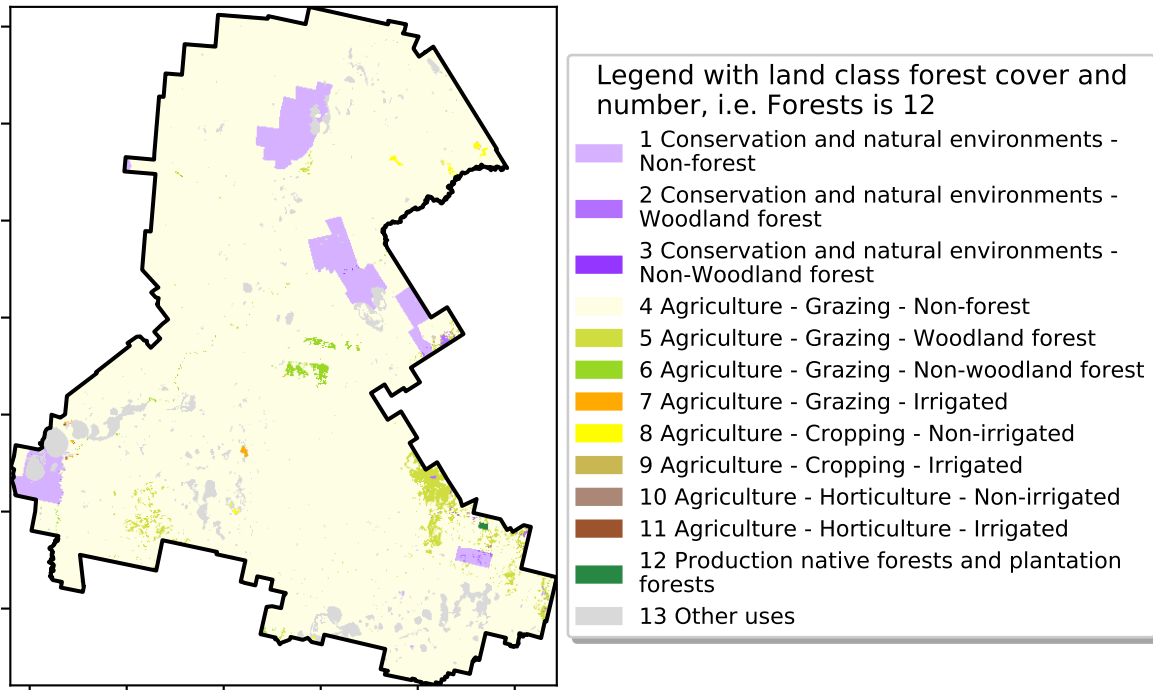 Legend with land class forest cover and
number, i.e. Forests is 12
1 Conservation and natural environments -
Non-forest
2 Conservation and natural environments -
Woodland forest
3 Conservation and natural environments -
Non-Woodland forest
4 Agriculture - Grazing - Non-forest
5 Agriculture - Grazing - Woodland forest
6 Agriculture - Grazing - Non-woodland forest
7 Agriculture - Grazing - Irrigated
8 Agriculture - Cropping - Non-irrigated
9 Agriculture - Cropping - Irrigated
10 Agriculture - Horticulture - Non-irrigated
11 Agriculture - Horticulture - Irrigated
12 Production native forests and plantation
forests
13 Other uses